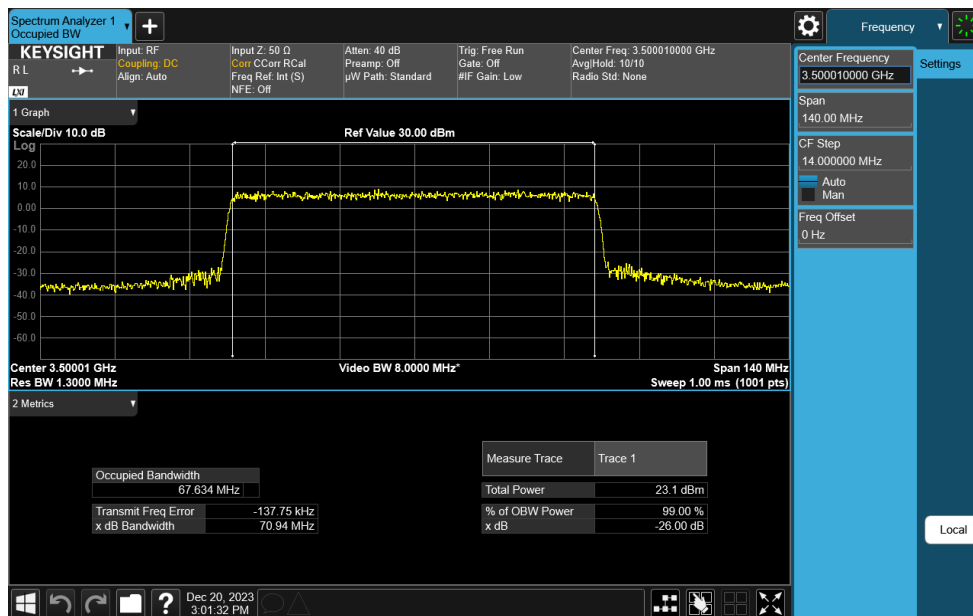 Spectrum Analyzer 1
Occupied BW
Frequency
KEYSIGHT
R L
LXI
Input: RF
Coupling: DC
Align: Auto
Input Z: 50 Ω
Corr CCorr RCal
Freq Ref: Int (S)
NFE: Off
Atten: 40 dB
Preamp: Off
µW Path: Standard
Trig: Free Run
Gate: Off
#IF Gain: Low
Center Freq: 3.500010000 GHz
Avg|Hold: 10/10
Radio Std: None
Center Frequency
3.500010000 GHz
Settings
Span
140.00 MHz
CF Step
14.000000 MHz
Auto
Man
Freq Offset
0 Hz
1 Graph
Scale/Div 10.0 dB
Ref Value 30.00 dBm
Log
20.0
10.0
0.00
-10.0
-20.0
-30.0
-40.0
-50.0
-60.0
Center 3.50001 GHz
Video BW 8.0000 MHz*
Span 140 MHz
Res BW 1.3000 MHz
Sweep 1.00 ms (1001 pts)
2 Metrics
Occupied Bandwidth
67.634 MHz
Transmit Freq Error -137.75 kHz
x dB Bandwidth 70.94 MHz
Measure Trace Trace 1
Total Power 23.1 dBm
% of OBW Power 99.00 %
x dB -26.00 dB
Local
?
Dec 20, 2023
3:01:32 PM